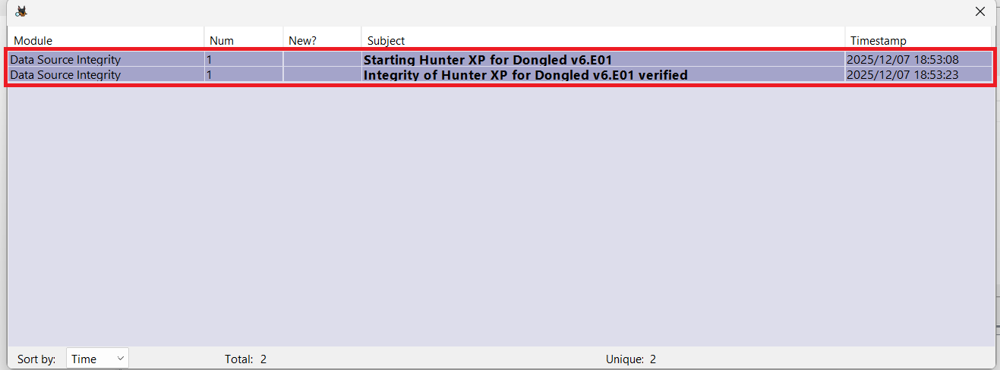 Module Num New? Subject Timestamp
Data Source Integrity 1 Starting Hunter XP for Dongled v6.E01 2025/12/07 18:53:08
Data Source Integrity 1 Integrity of Hunter XP for Dongled v6.E01 verified 2025/12/07 18:53:23
Sort by: Time Total: 2 Unique: 2